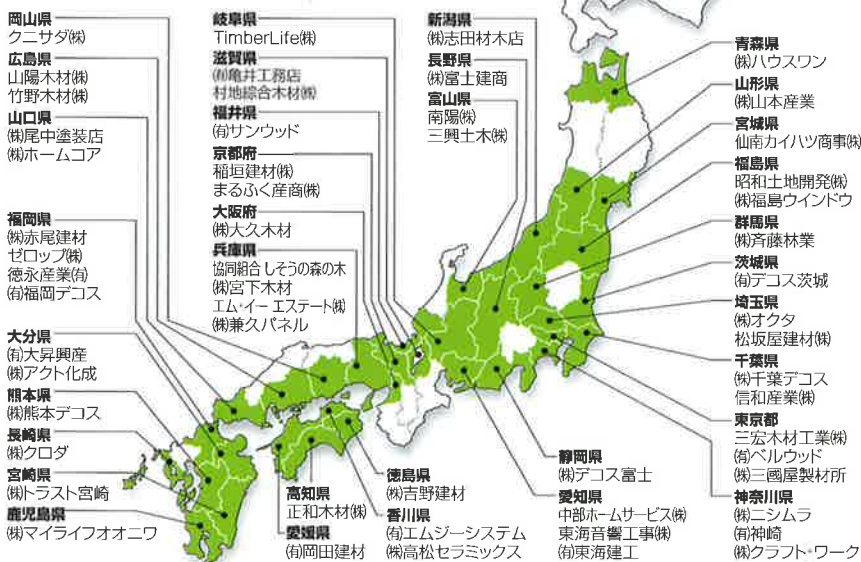 岡山県
クニサダ㈱
広島県
山陽木材㈱
竹野木材㈱
山口県
㈱尾中塗装店
㈱ホームコア
福岡県
㈱赤尾建材
ゼロップ㈱
徳永産業㈲
㈲福岡デコス
大分県
㈲大昇興産
㈱アクト化成
熊本県
㈱熊本デコス
長崎県
㈱クロダ
宮崎県
㈱トラスト宮崎
鹿児島県
㈱マイライフオオニワ
岐阜県
TimberLife㈱
滋賀県
㈲亀井工務店
村地綜合木材㈱
福井県
㈲サンウッド
京都府
稲垣建材㈱
まるふく産商㈱
大阪府
㈱大久木材
兵庫県
協同組合 しそうの森の木
㈱宮下木材
エム・イー エステート㈱
㈱兼久パネル
新潟県
㈱志田材木店
長野県
㈱富士建商
富山県
南陽㈱
三興土木㈱
青森県
㈱ハウスワン
山形県
㈱山本産業
宮城県
仙南カイハツ商事㈱
福島県
昭和土地開発㈱
㈱福島ウインドウ
群馬県
㈱斉藤林業
茨城県
㈲デコス茨城
埼玉県
㈱オクタ
松坂屋建材㈱
千葉県
㈱千葉デコス
信和産業㈱
東京都
三宏木材工業㈱
㈲ベルウッド
㈱三國屋製材所
神奈川県
㈱ニシムラ
㈲神崎
㈱クラフト・ワーク
静岡県
㈱デコス富士
愛知県
中部ホームサービス㈱
東海音響工事㈱
㈲東海建工
徳島県
㈱吉野建材
香川県
㈲エムジーシステム
㈱高松セラミックス
高知県
正和木材㈱
愛媛県
㈲岡田建材